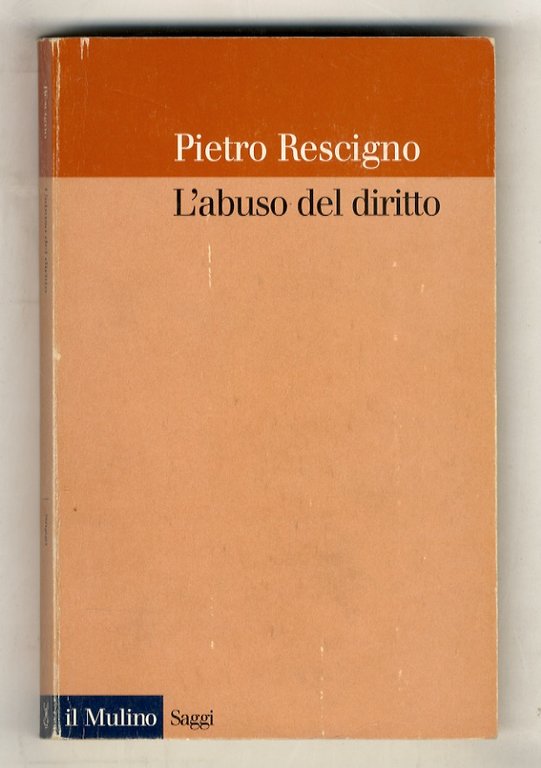 Pietro Rescigno
L'abuso del diritto
il Mulino Saggi